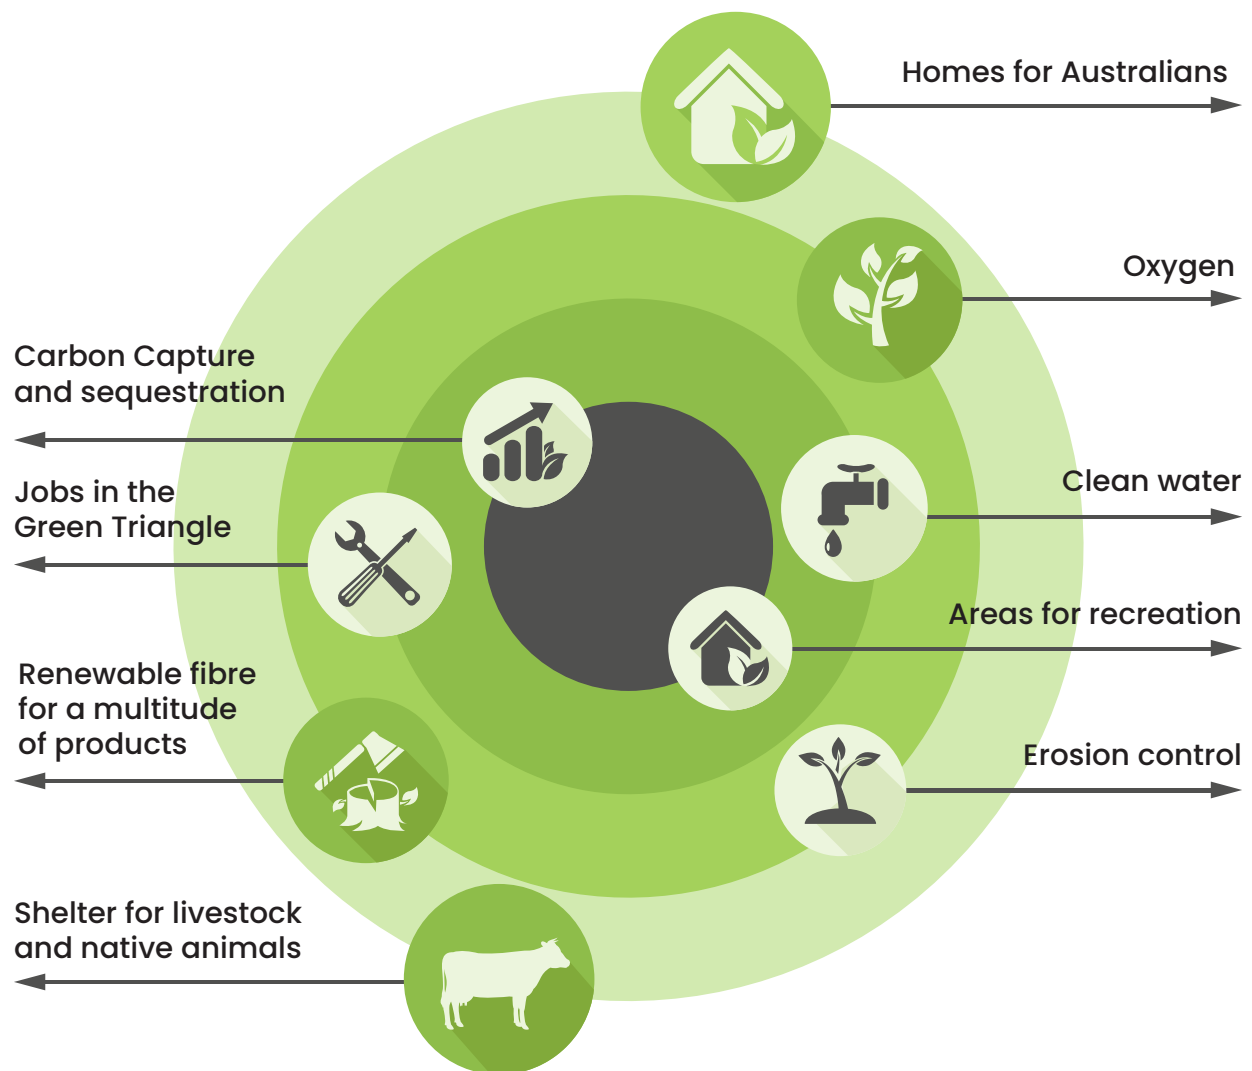 Homes for Australians
Oxygen
Carbon Capture
and sequestration
Clean water
Jobs in the
Green Triangle
Areas for recreation
Renewable fibre
for a multitude
of products
Erosion control
Shelter for livestock
and native animals